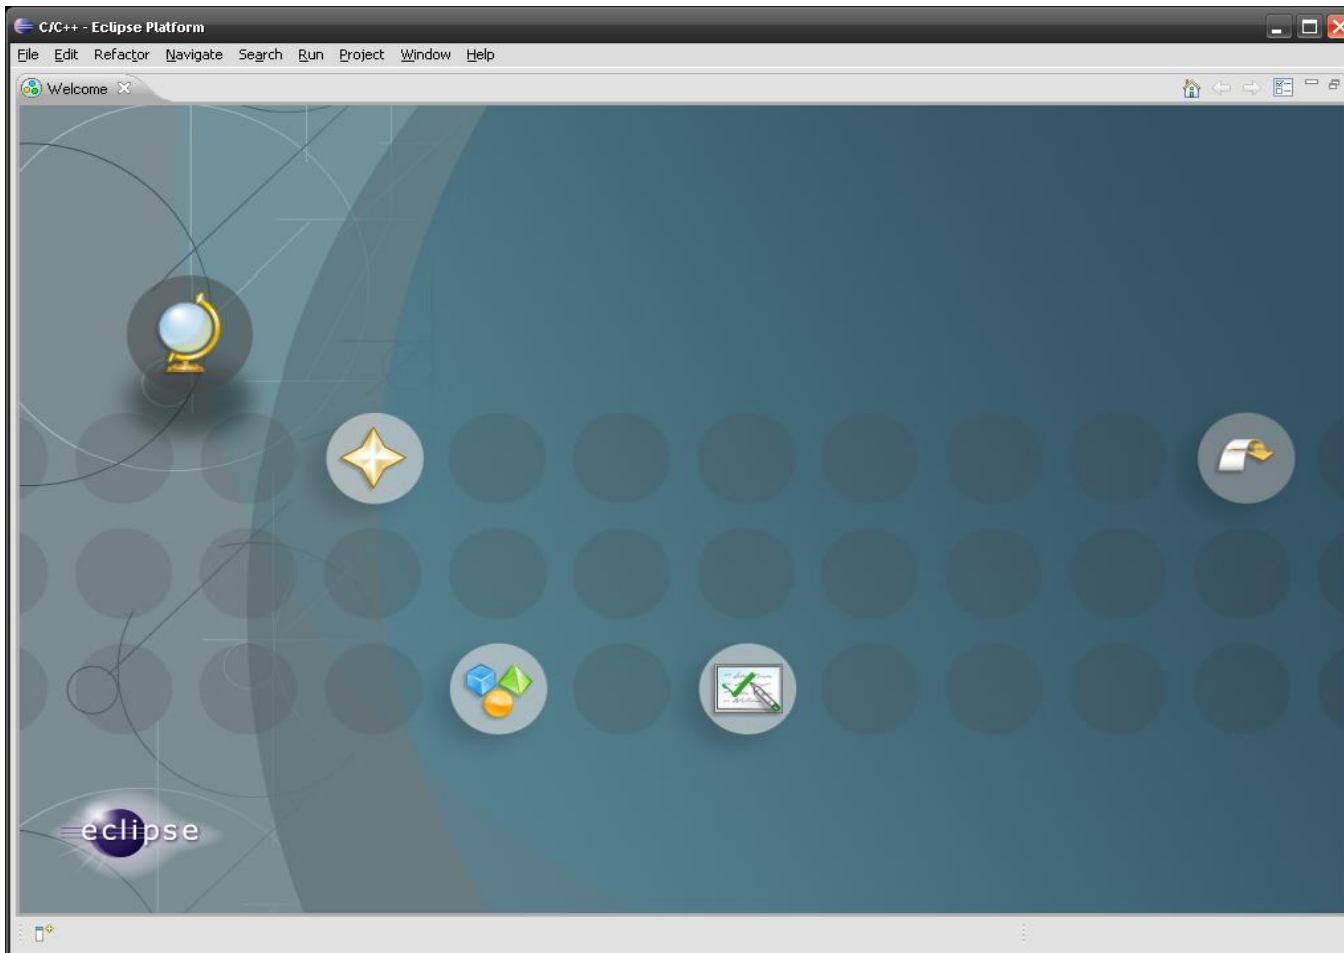 C/C++ - Eclipse Platform
File Edit Refactor Navigate Search Run Project Window Help
Welcome
eclipse